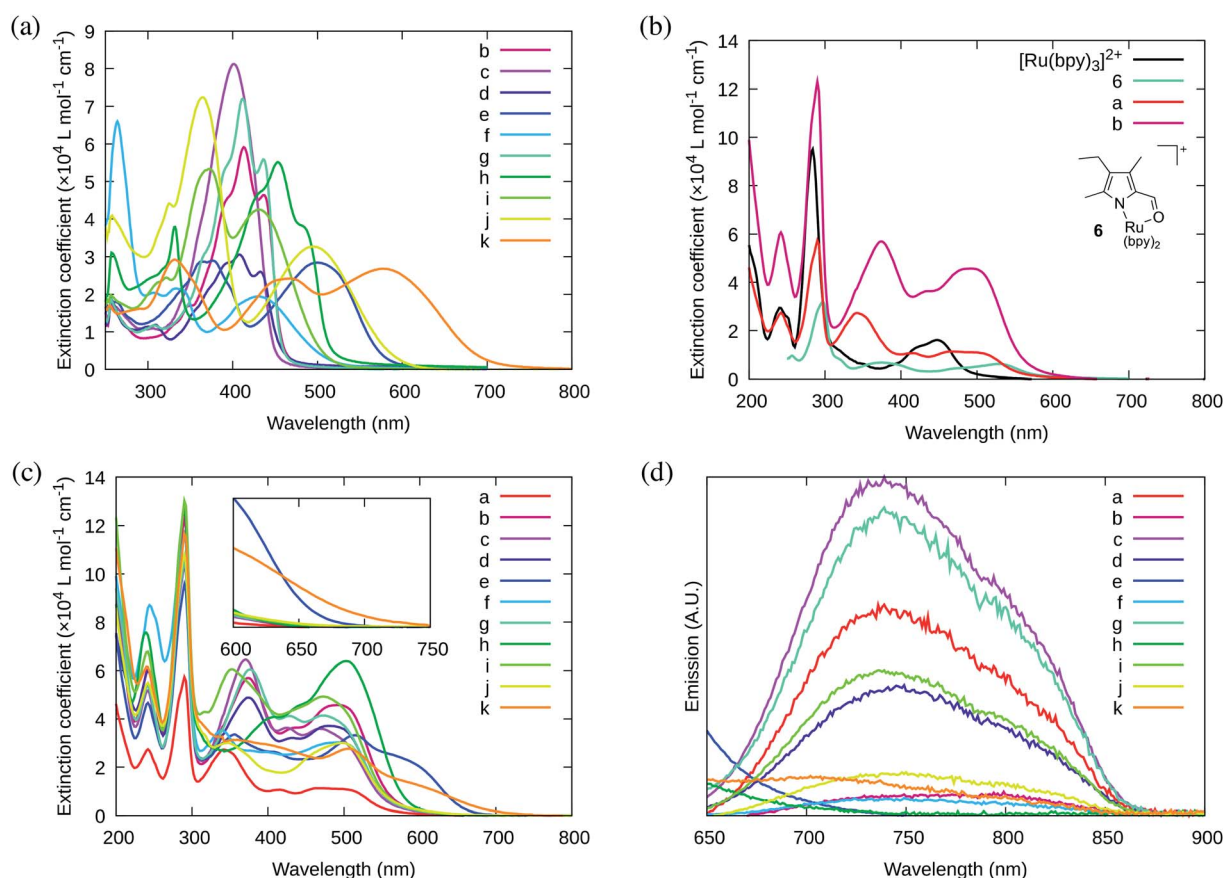 (a)
Extinction coefficient (×10⁴ L mol⁻¹ cm⁻¹)
9
8
7
6
5
4
3
2
1
0
300 400 500 600 700 800
Wavelength (nm)
b
c
d
e
f
g
h
i
j
k
(b)
Extinction coefficient (×10⁴ L mol⁻¹ cm⁻¹)
14
12
10
8
6
4
2
0
200 300 400 500 600 700 800
Wavelength (nm)
[Ru(bpy)₃]²⁺
6
a
b
+
N
O
Ru
(bpy)₂
6
(c)
Extinction coefficient (×10⁴ L mol⁻¹ cm⁻¹)
14
12
10
8
6
4
2
0
200 300 400 500 600 700 800
Wavelength (nm)
600 650 700 750
a
b
c
d
e
f
g
h
i
j
k
(d)
Emission (A.U.)
650 700 750 800 850 900
Wavelength (nm)
a
b
c
d
e
f
g
h
i
j
k